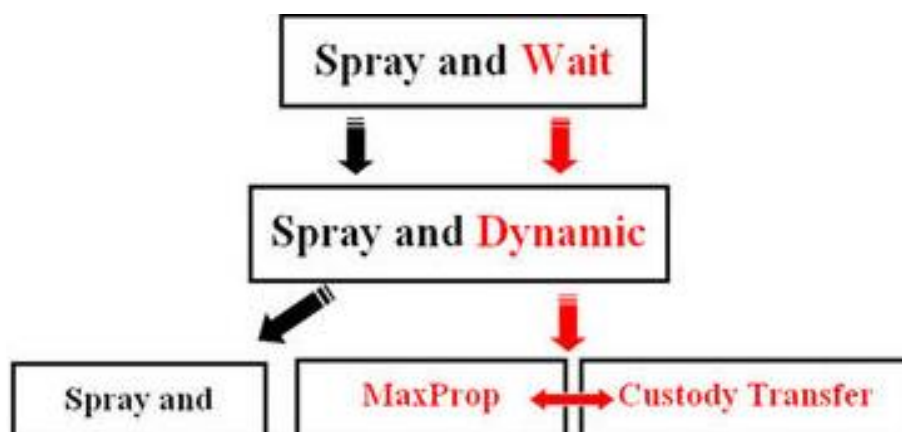 Spray and Wait
Spray and Dynamic
Spray and
MaxProp
Custody Transfer